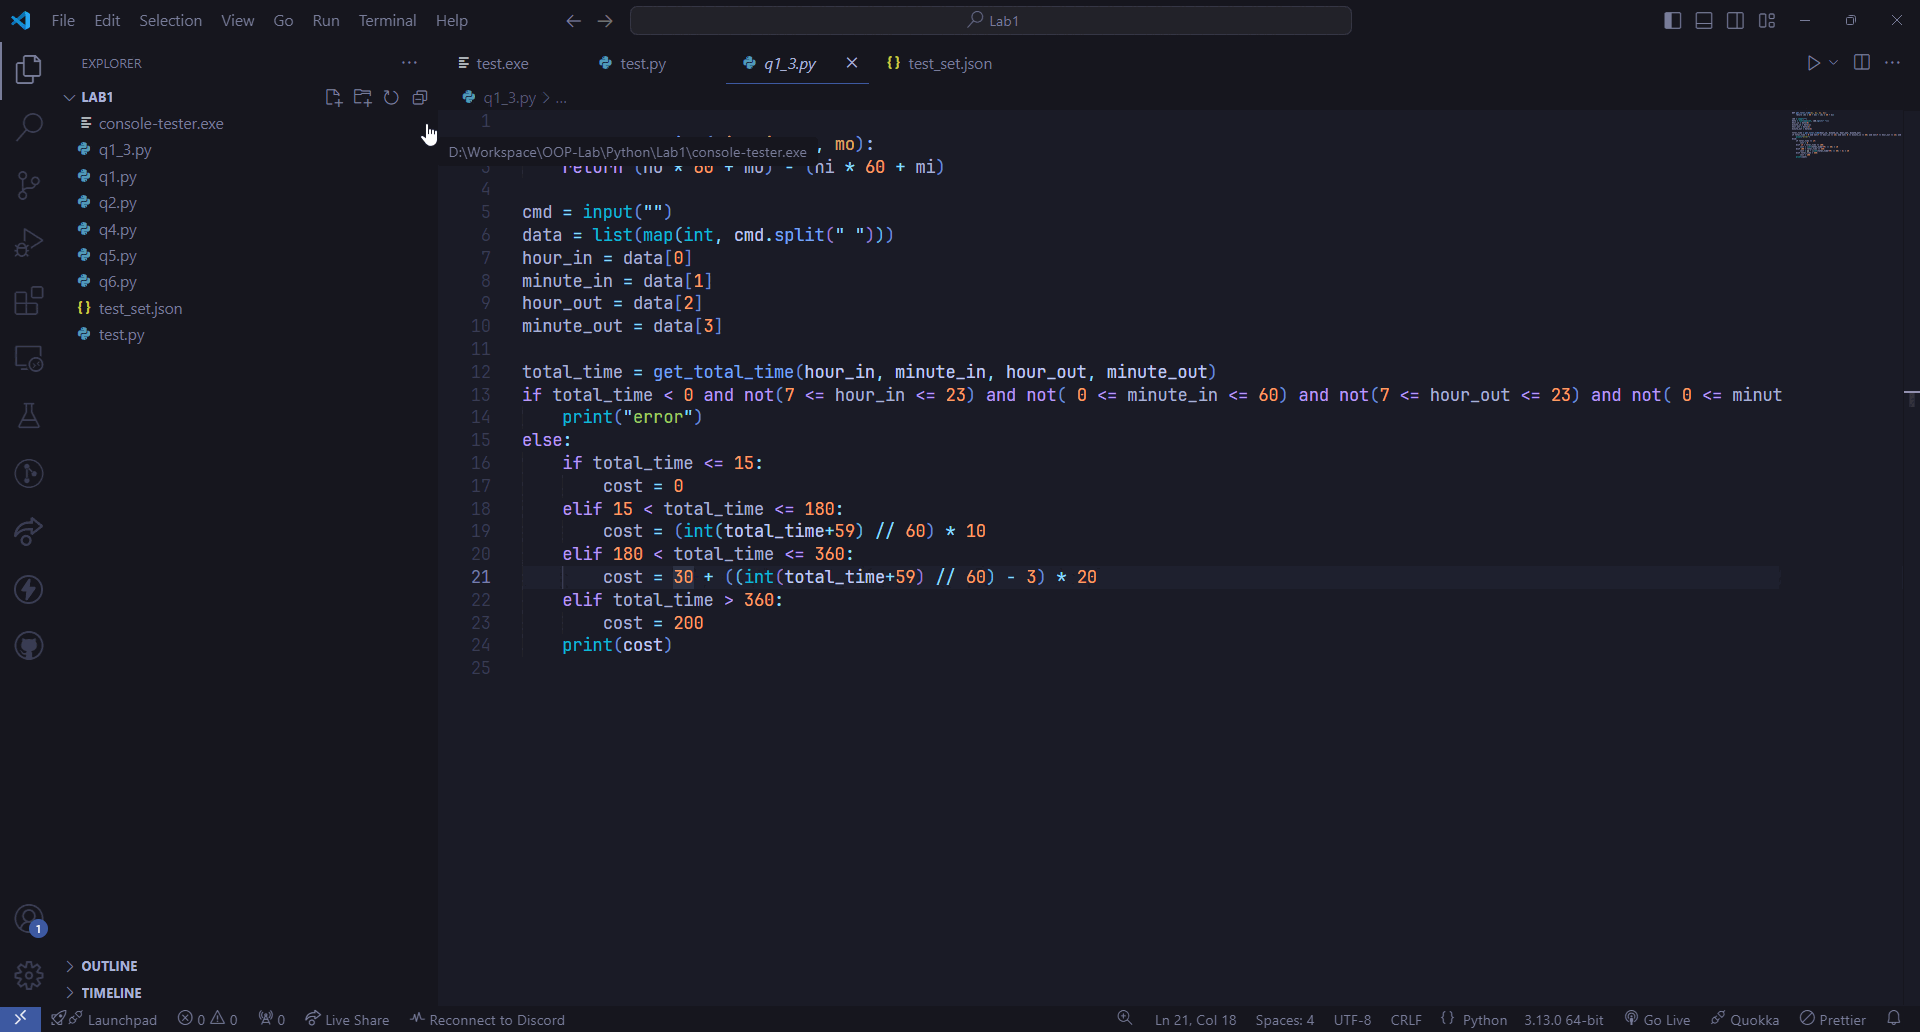 File Edit Selection View Go Run Terminal Help
Lab1
EXPLORER
test.exe
test.py
q1_3.py
test_set.json
LAB1
q1_3.py > ...
console-tester.exe
q1_3.py
q1.py
q2.py
q4.py
q5.py
q6.py
test_set.json
test.py
OUTLINE
TIMELINE
D:\Workspace\OOP-Lab\Python\Lab1\console-tester.exe
1
, mo):
3 return (ho * 60 + mo) - (hi * 60 + mi)
4
5 cmd = input("")
6 data = list(map(int, cmd.split(" ")))
7 hour_in = data[0]
8 minute_in = data[1]
9 hour_out = data[2]
10 minute_out = data[3]
11
12 total_time = get_total_time(hour_in, minute_in, hour_out, minute_out)
13 if total_time < 0 and not(7 <= hour_in <= 23) and not( 0 <= minute_in <= 60) and not(7 <= hour_out <= 23) and not( 0 <= minut
14 print("error")
15 else:
16 if total_time <= 15:
17 cost = 0
18 elif 15 < total_time <= 180:
19 cost = (int(total_time+59) // 60) * 10
20 elif 180 < total_time <= 360:
21 cost = 30 + ((int(total_time+59) // 60) - 3) * 20
22 elif total_time > 360:
23 cost = 200
24 print(cost)
25
1
Launchpad 0 0 0 Live Share Reconnect to Discord
Ln 21, Col 18 Spaces: 4 UTF-8 CRLF {} Python 3.13.0 64-bit Go Live Quokka Prettier